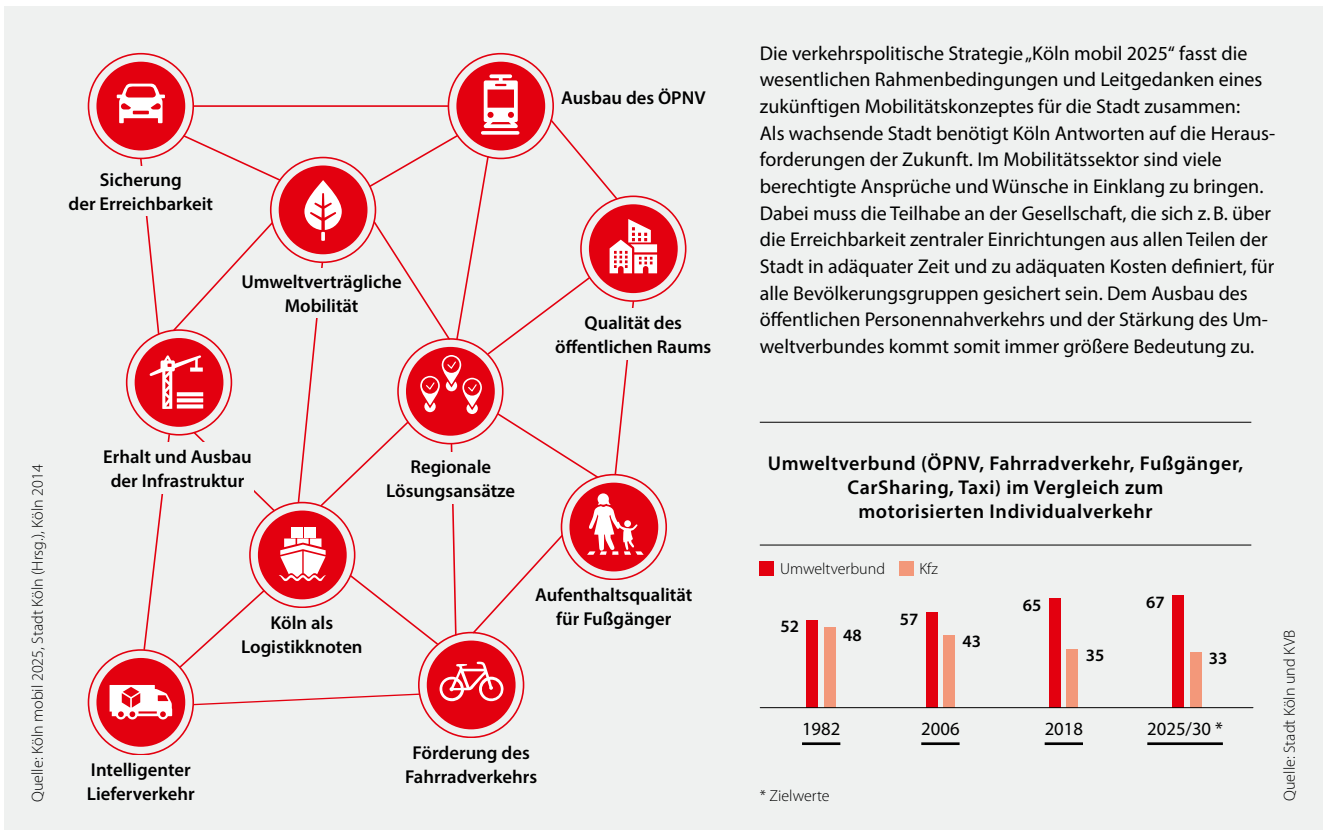 Ausbau des ÖPNV
Sicherung
der Erreichbarkeit
Umweltverträgliche
Mobilität
Qualität des
öffentlichen Raums
Erhalt und Ausbau
der Infrastruktur
Regionale
Lösungsansätze
Köln als
Logistikknoten
Aufenthaltsqualität
für Fußgänger
Intelligenter
Lieferverkehr
Förderung des
Fahrradverkehrs
Quelle: Köln mobil 2025, Stadt Köln (Hrsg.), Köln 2014
Die verkehrspolitische Strategie „Köln mobil 2025“ fasst die
wesentlichen Rahmenbedingungen und Leitgedanken eines
zukünftigen Mobilitätskonzeptes für die Stadt zusammen:
Als wachsende Stadt benötigt Köln Antworten auf die Heraus-
forderungen der Zukunft. Im Mobilitätssektor sind viele
berechtigte Ansprüche und Wünsche in Einklang zu bringen.
Dabei muss die Teilhabe an der Gesellschaft, die sich z. B. über
die Erreichbarkeit zentraler Einrichtungen aus allen Teilen der
Stadt in adäquater Zeit und zu adäquaten Kosten definiert, für
alle Bevölkerungsgruppen gesichert sein. Dem Ausbau des
öffentlichen Personennahverkehrs und der Stärkung des Um-
weltverbundes kommt somit immer größere Bedeutung zu.
Umweltverbund (ÖPNV, Fahrradverkehr, Fußgänger,
CarSharing, Taxi) im Vergleich zum
motorisierten Individualverkehr
Umweltverbund Kfz
52 48 57 43 65 35 67 33
1982 2006 2018 2025/30 *
* Zielwerte
Quelle: Stadt Köln und KVB